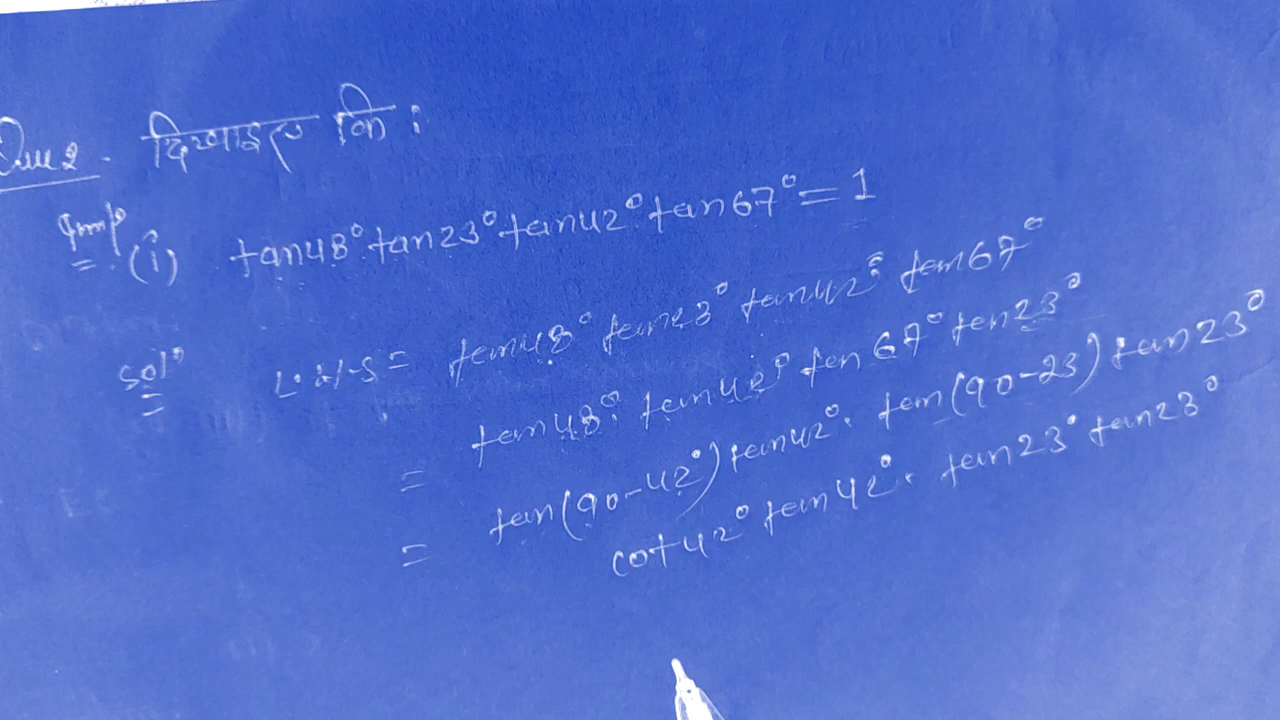 Que 2. दिखाइए कि :
Imp (i) tan48° tan23° tan42° tan67° = 1
Solⁿ L.H.S = tan48° tan23° tan42° tan67°
= tan48° tan42° tan67° tan23°
= tan(90-42°) tan42° . tan(90-23) tan23°
cot42° tan42° . tan23° tan23°